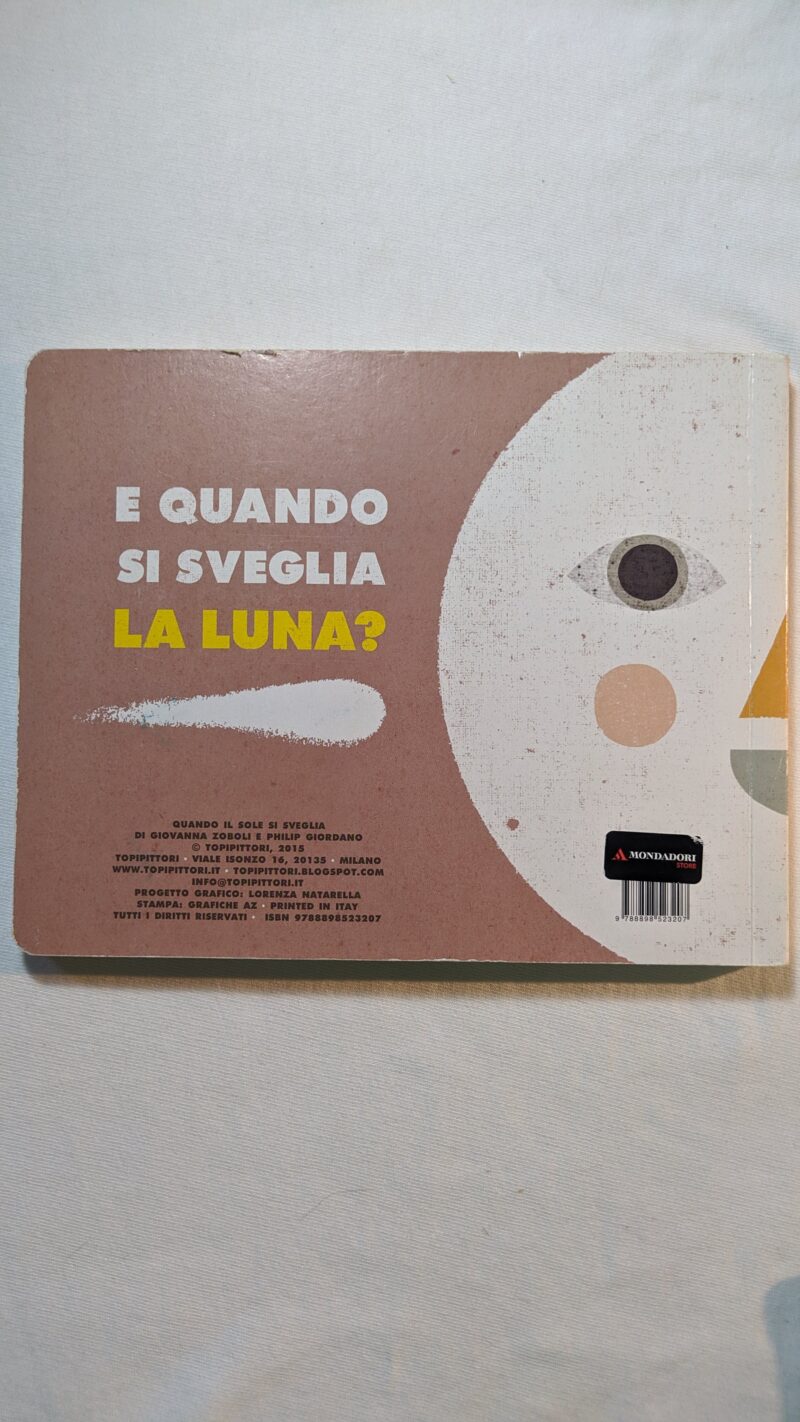 E QUANDO
SI SVEGLIA
LA LUNA?
QUANDO IL SOLE SI SVEGLIA
DI GIOVANNA ZOBOLI E PHILIP GIORDANO
© TOPIPITTORI, 2015
TOPIPITTORI • VIALE ISONZO 16, 20135 • MILANO
WWW.TOPIPITTORI.IT • TOPIPITTORI.BLOGSPOT.COM
INFO@TOPIPITTORI.IT
PROGETTO GRAFICO: LORENZA NATARELLA
STAMPA: GRAFICHE AZ • PRINTED IN ITAY
TUTTI I DIRITTI RISERVATI • ISBN 9788898523207
MONDADORI
STORE
9 788898 523207